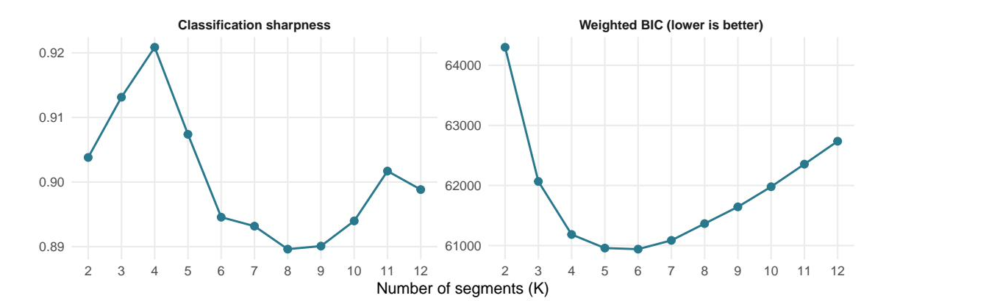 Classification sharpness
0.92
0.91
0.90
0.89
2 3 4 5 6 7 8 9 10 11 12
Weighted BIC (lower is better)
64000
63000
62000
61000
2 3 4 5 6 7 8 9 10 11 12
Number of segments (K)